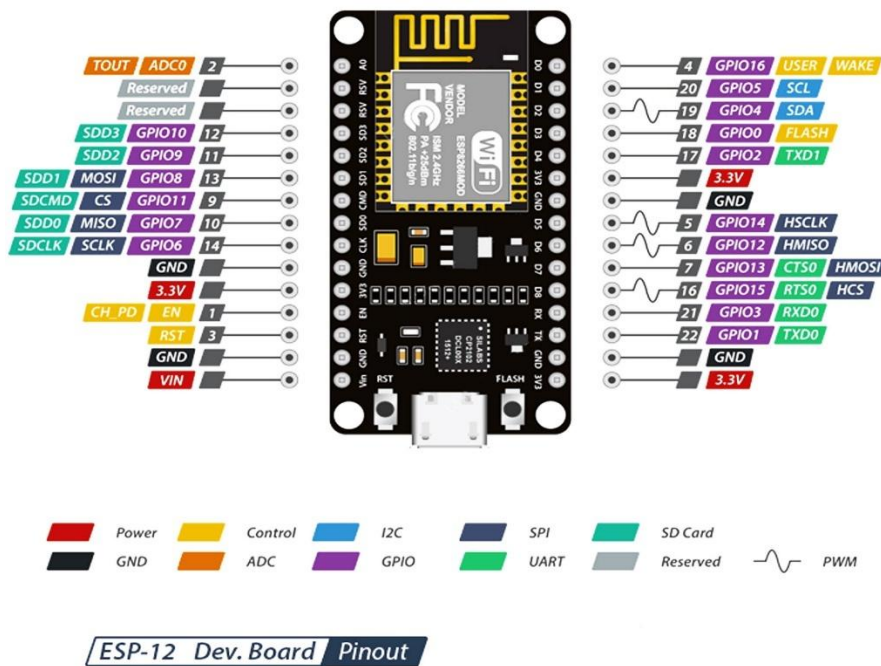 TOUT ADC0 2
Reserved
Reserved
SDD3 GPIO10 12
SDD2 GPIO9 11
SDD1 MOSI GPIO8 13
SDCMD CS GPIO11 9
SDD0 MISO GPIO7 10
SDCLK SCLK GPIO6 14
GND
3.3V
CH_PD EN 1
RST 3
GND
VIN
A0
RSV
RSV
SD3
SD2
SD1
CMD
SD0
CLK
GND
3V3
EN
RST
GND
Vin
MODEL
VENDOR
ESP8266MOD
FC
ISM 2.4GHz
PA +25dBm
802.11b/g/n
WiFi
SILABS
CP2102
DCL00X
1512+
RST
FLASH
D0
D1
D2
D3
D4
3V3
GND
D5
D6
D7
D8
RX
TX
GND
3V3
4 GPIO16 USER WAKE
20 GPIO5 SCL
19 GPIO4 SDA
18 GPIO0 FLASH
17 GPIO2 TXD1
3.3V
GND
5 GPIO14 HSCLK
6 GPIO12 HMISO
7 GPIO13 CTS0 HMOSI
16 GPIO15 RTS0 HCS
21 GPIO3 RXD0
22 GPIO1 TXD0
GND
3.3V
Power Control I2C SPI SD Card
GND ADC GPIO UART Reserved PWM
ESP-12 Dev. Board Pinout